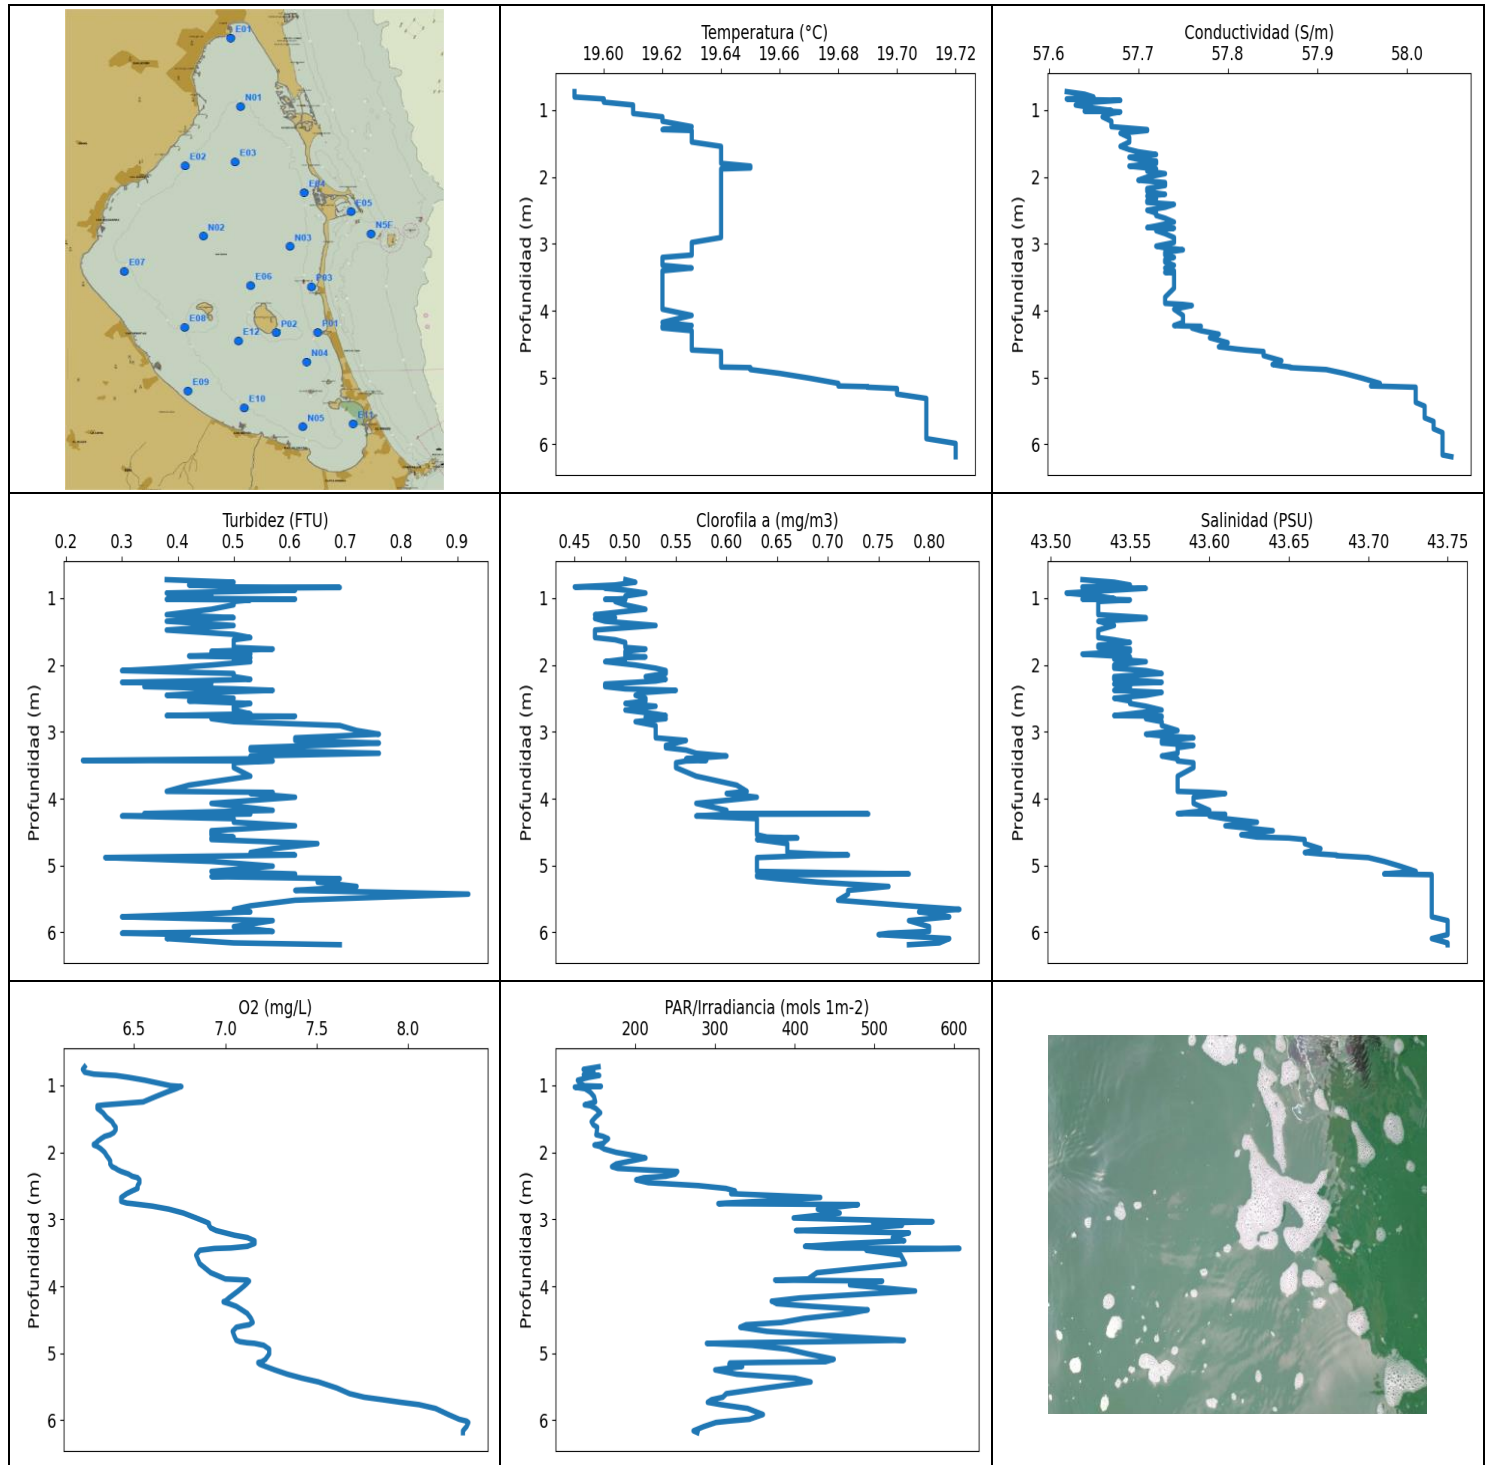 E01
N01
E02
E03
E04
E05
N5F
N02
N03
E07
E06
P03
E08
P02
P01
E12
N04
E09
E10
N05
E11
Temperatura (°C)
19.60 19.62 19.64 19.66 19.68 19.70 19.72
Profundidad (m)
1
2
3
4
5
6
Conductividad (S/m)
57.6 57.7 57.8 57.9 58.0
Profundidad (m)
1
2
3
4
5
6
Turbidez (FTU)
0.2 0.3 0.4 0.5 0.6 0.7 0.8 0.9
Profundidad (m)
1
2
3
4
5
6
Clorofila a (mg/m3)
0.45 0.50 0.55 0.60 0.65 0.70 0.75 0.80
Profundidad (m)
1
2
3
4
5
6
Salinidad (PSU)
43.50 43.55 43.60 43.65 43.70 43.75
Profundidad (m)
1
2
3
4
5
6
O2 (mg/L)
6.5 7.0 7.5 8.0
Profundidad (m)
1
2
3
4
5
6
PAR/Irradiancia (mols 1m-2)
200 300 400 500 600
Profundidad (m)
1
2
3
4
5
6